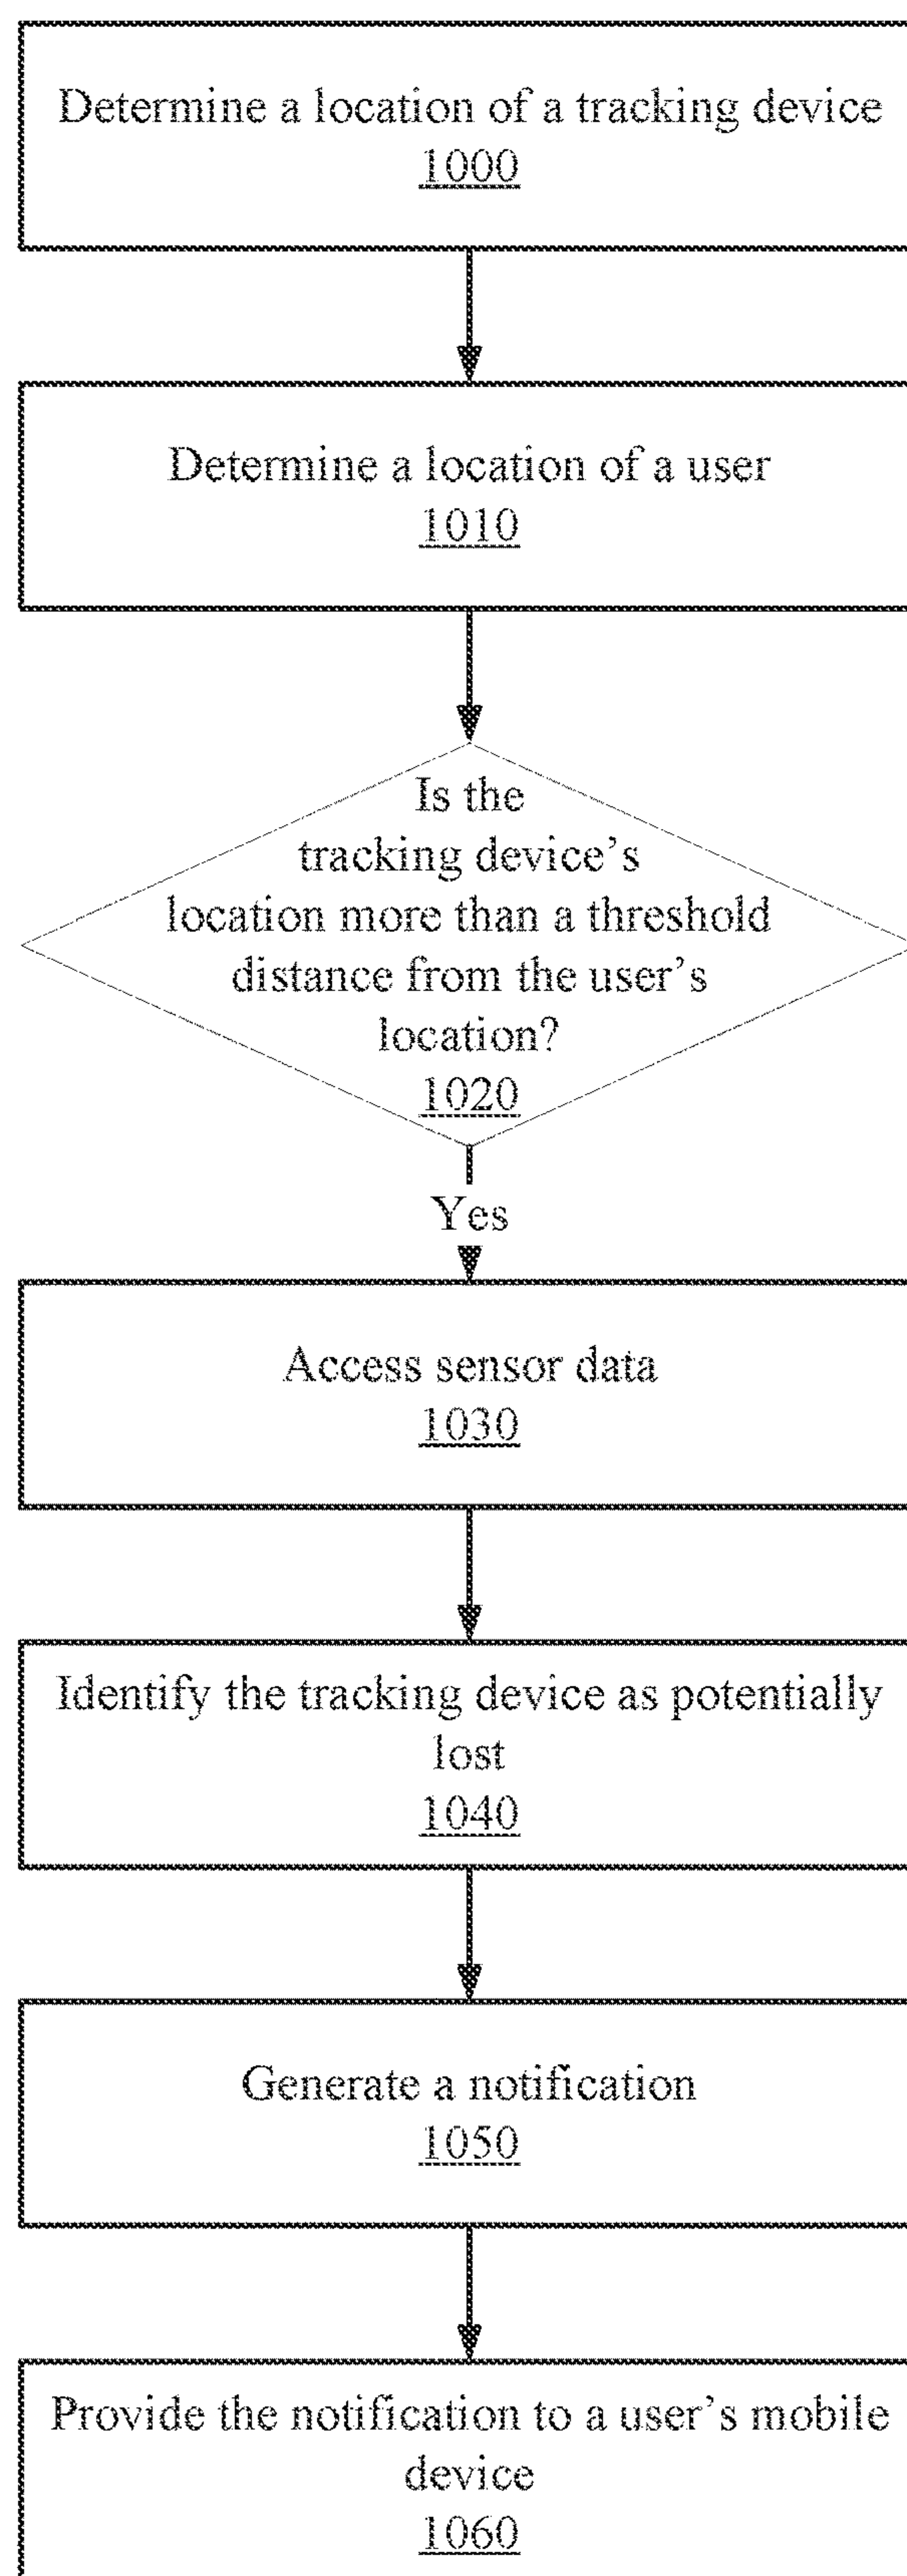 Determine a location of a tracking device
1000
Determine a location of a user
1010
Is the
tracking device's
location more than a threshold
distance from the user's
location?
1020
Yes
Access sensor data
1030
Identify the tracking device as potentially
lost
1040
Generate a notification
1050
Provide the notification to a user's mobile
device
1060